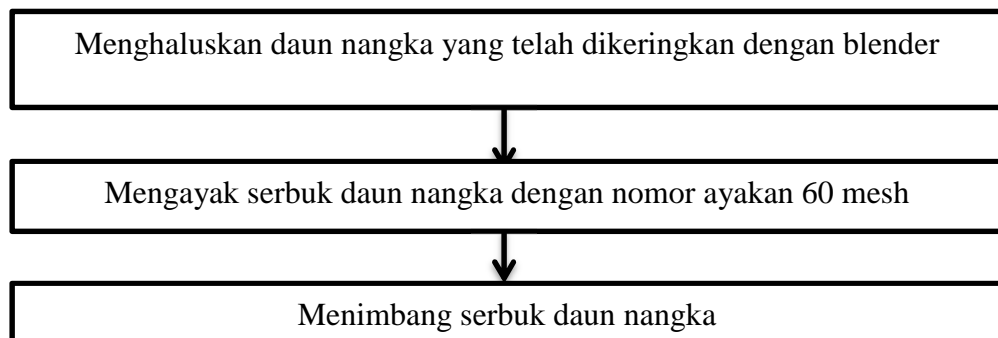 Menghaluskan daun nangka yang telah dikeringkan dengan blender
Mengayak serbuk daun nangka dengan nomor ayakan 60 mesh
Menimbang serbuk daun nangka